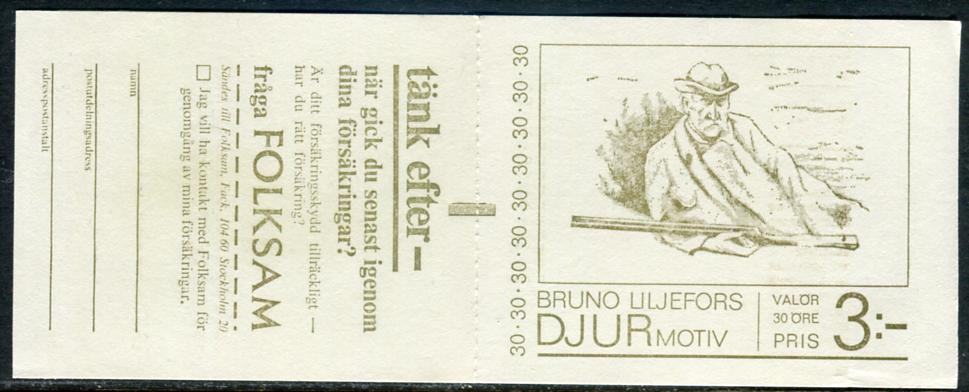 tänk efter–
när gick du senast igenom
dina försäkringar?
Är ditt försäkringsskydd tillräckligt —
har du rätt försäkring?
fråga FOLKSAM
Sändes till Folksam, Fack, 104 60 Stockholm 20
□ Jag vill ha kontakt med Folksam för
genomgång av mina försäkringar.
namn
postutdelningsadress
adresspostanstalt
30·30·30·30·30·30·30·30·30·30
BRUNO LILJEFORS
DJURMOTIV
VALÖR
30 ÖRE
PRIS
3:-